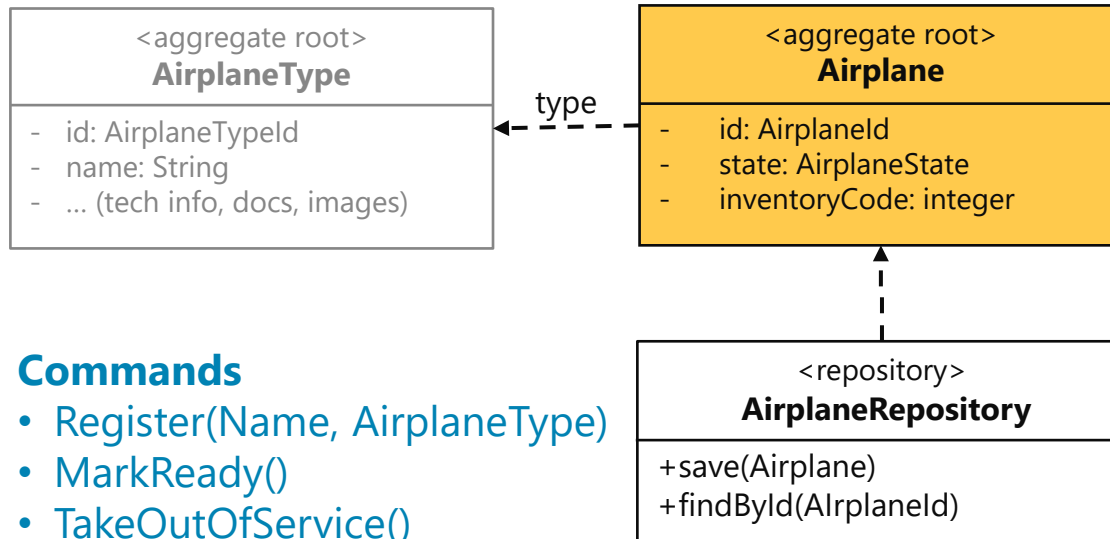 <aggregate root>
AirplaneType
- id: AirplaneTypeId
- name: String
- ... (tech info, docs, images)
type
<aggregate root>
Airplane
- id: AirplaneId
- state: AirplaneState
- inventoryCode: integer
Commands
• Register(Name, AirplaneType)
• MarkReady()
• TakeOutOfService()
<repository>
AirplaneRepository
+save(Airplane)
+findById(AIrplaneId)